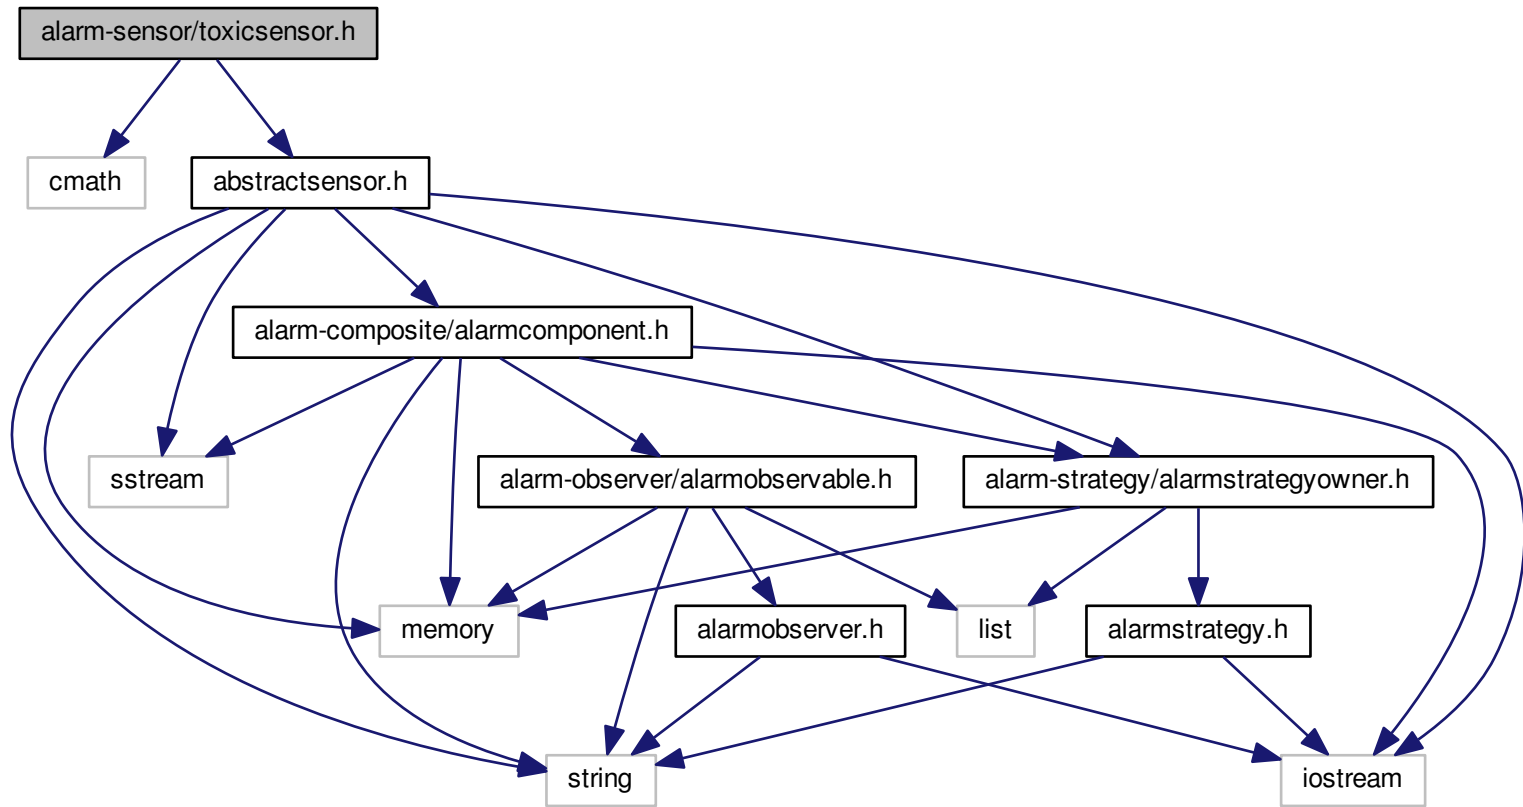 alarm-sensor/toxicsensor.h
cmath
abstractsensor.h
alarm-composite/alarmcomponent.h
sstream
alarm-observer/alarmobservable.h
alarm-strategy/alarmstrategyowner.h
memory
alarmobserver.h
list
alarmstrategy.h
string
iostream